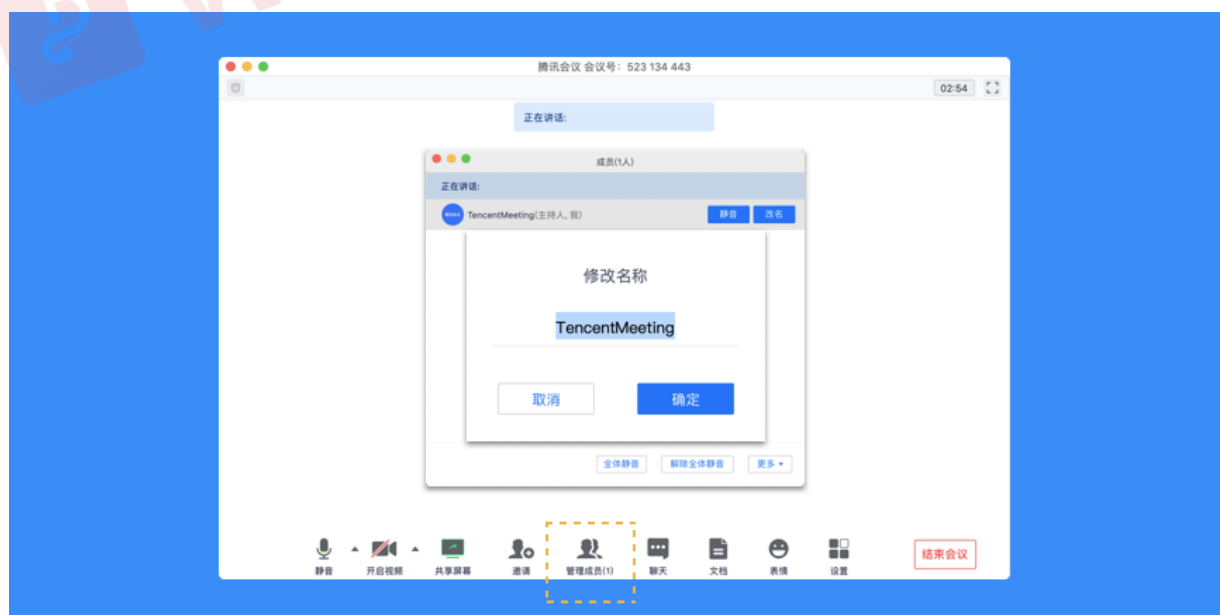 腾讯会议 会议号：523 134 443
02:54
正在讲话:
成员(1人)
正在讲话:
TencentMeeting(主持人, 我)
静音
改名
修改名称
TencentMeeting
取消
确定
全体静音
解除全体静音
更多
静音
开启视频
共享屏幕
邀请
管理成员(1)
聊天
文档
表情
设置
结束会议